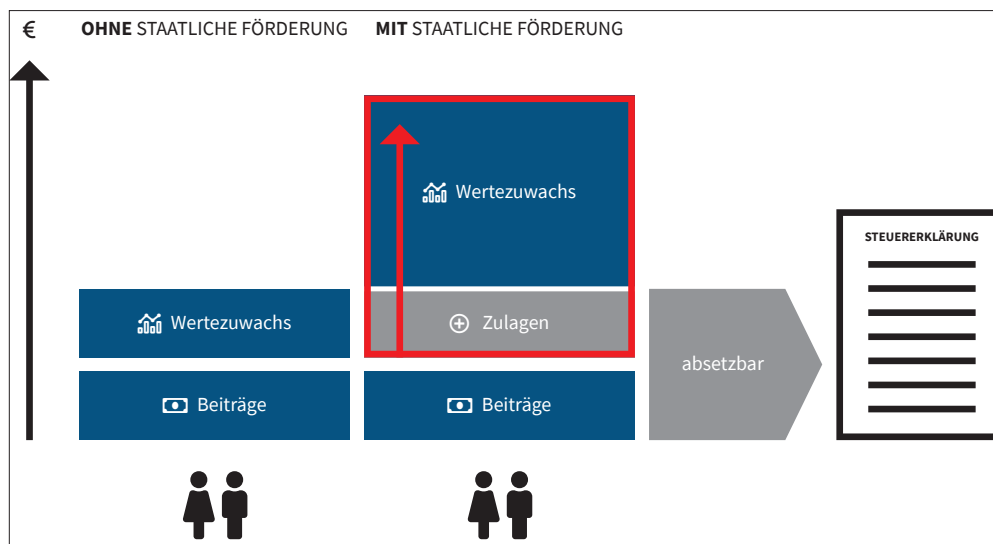 €
OHNE STAATLICHE FÖRDERUNG
MIT STAATLICHE FÖRDERUNG
Wertezuwachs
STEUERERKLÄRUNG
Wertezuwachs
Zulagen
absetzbar
Beiträge
Beiträge